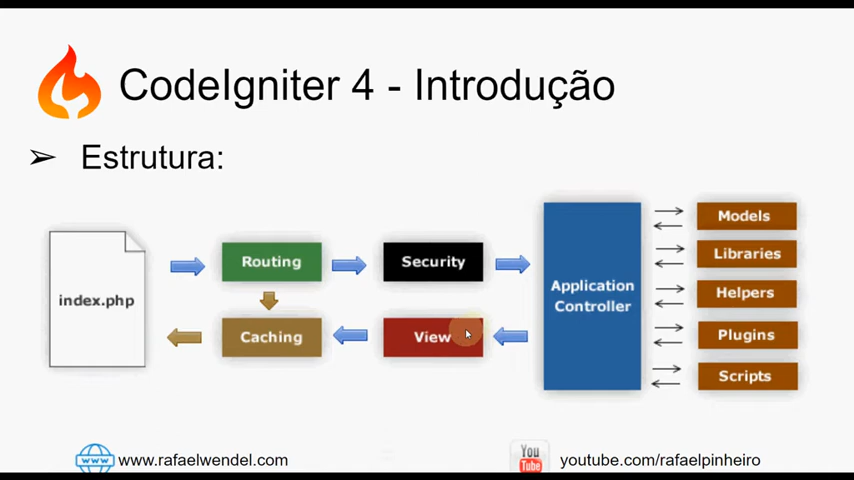 CodeIgniter 4 - Introdução
➢ Estrutura:
index.php
Routing
Security
Caching
View
Application
Controller
Models
Libraries
Helpers
Plugins
Scripts
www
www.rafaelwendel.com
You
Tube
youtube.com/rafaelpinheiro